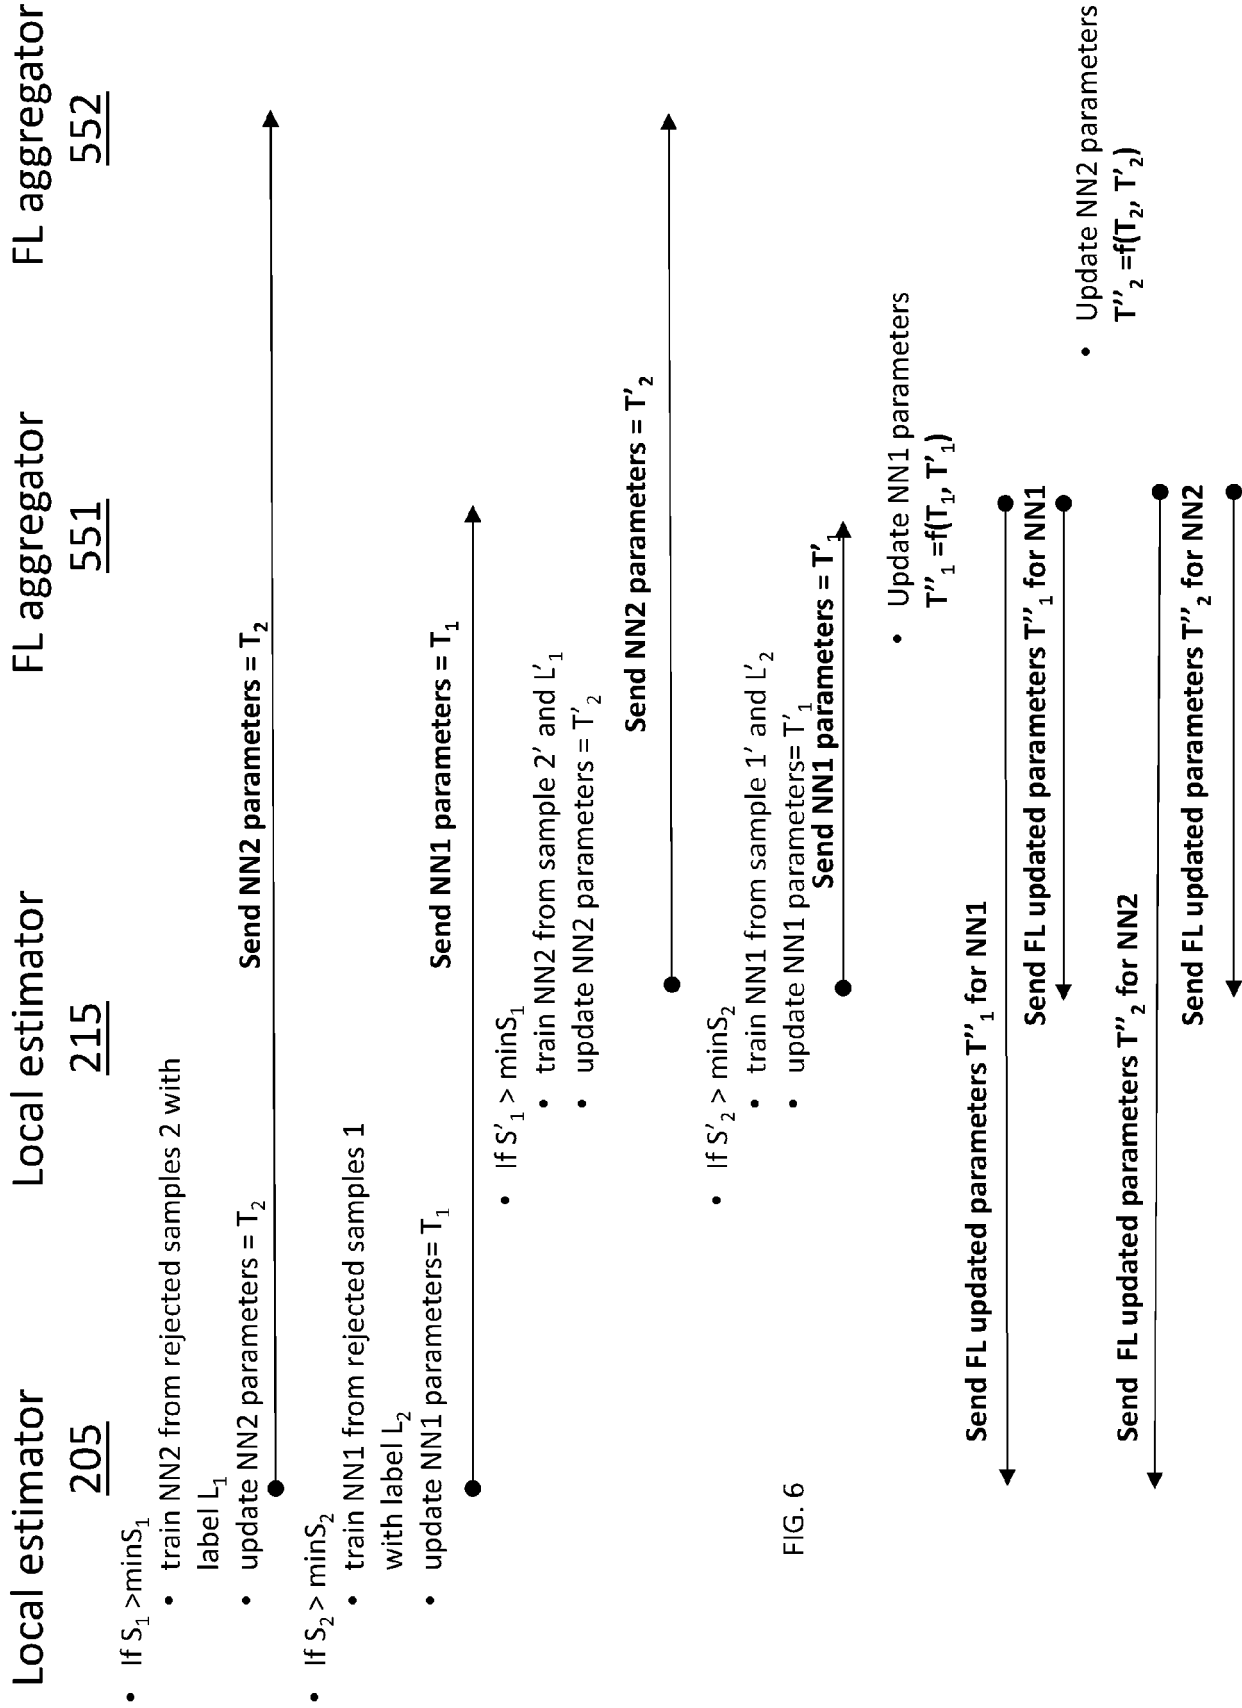 Local estimator
205
Local estimator
215
FL aggregator
551
FL aggregator
552
• If S₁ >minS₁
• train NN2 from rejected samples 2 with
label L₁
• update NN2 parameters = T₂
Send NN2 parameters = T₂
• If S₂ > minS₂
• train NN1 from rejected samples 1
with label L₂
• update NN1 parameters= T₁
Send NN1 parameters = T₁
• If S'₁ > minS₁
• train NN2 from sample 2' and L'₁
• update NN2 parameters = T'₂
Send NN2 parameters = T'₂
• If S'₂ > minS₂
• train NN1 from sample 1' and L'₂
• update NN1 parameters= T'₁
Send NN1 parameters = T'₁
• Update NN1 parameters
T''₁ =f(T₁, T'₁)
Send FL updated parameters T''₁ for NN1
Send FL updated parameters T''₁ for NN1
• Update NN2 parameters
T''₂ =f(T₂, T'₂)
Send FL updated parameters T''₂ for NN2
Send FL updated parameters T''₂ for NN2
FIG. 6